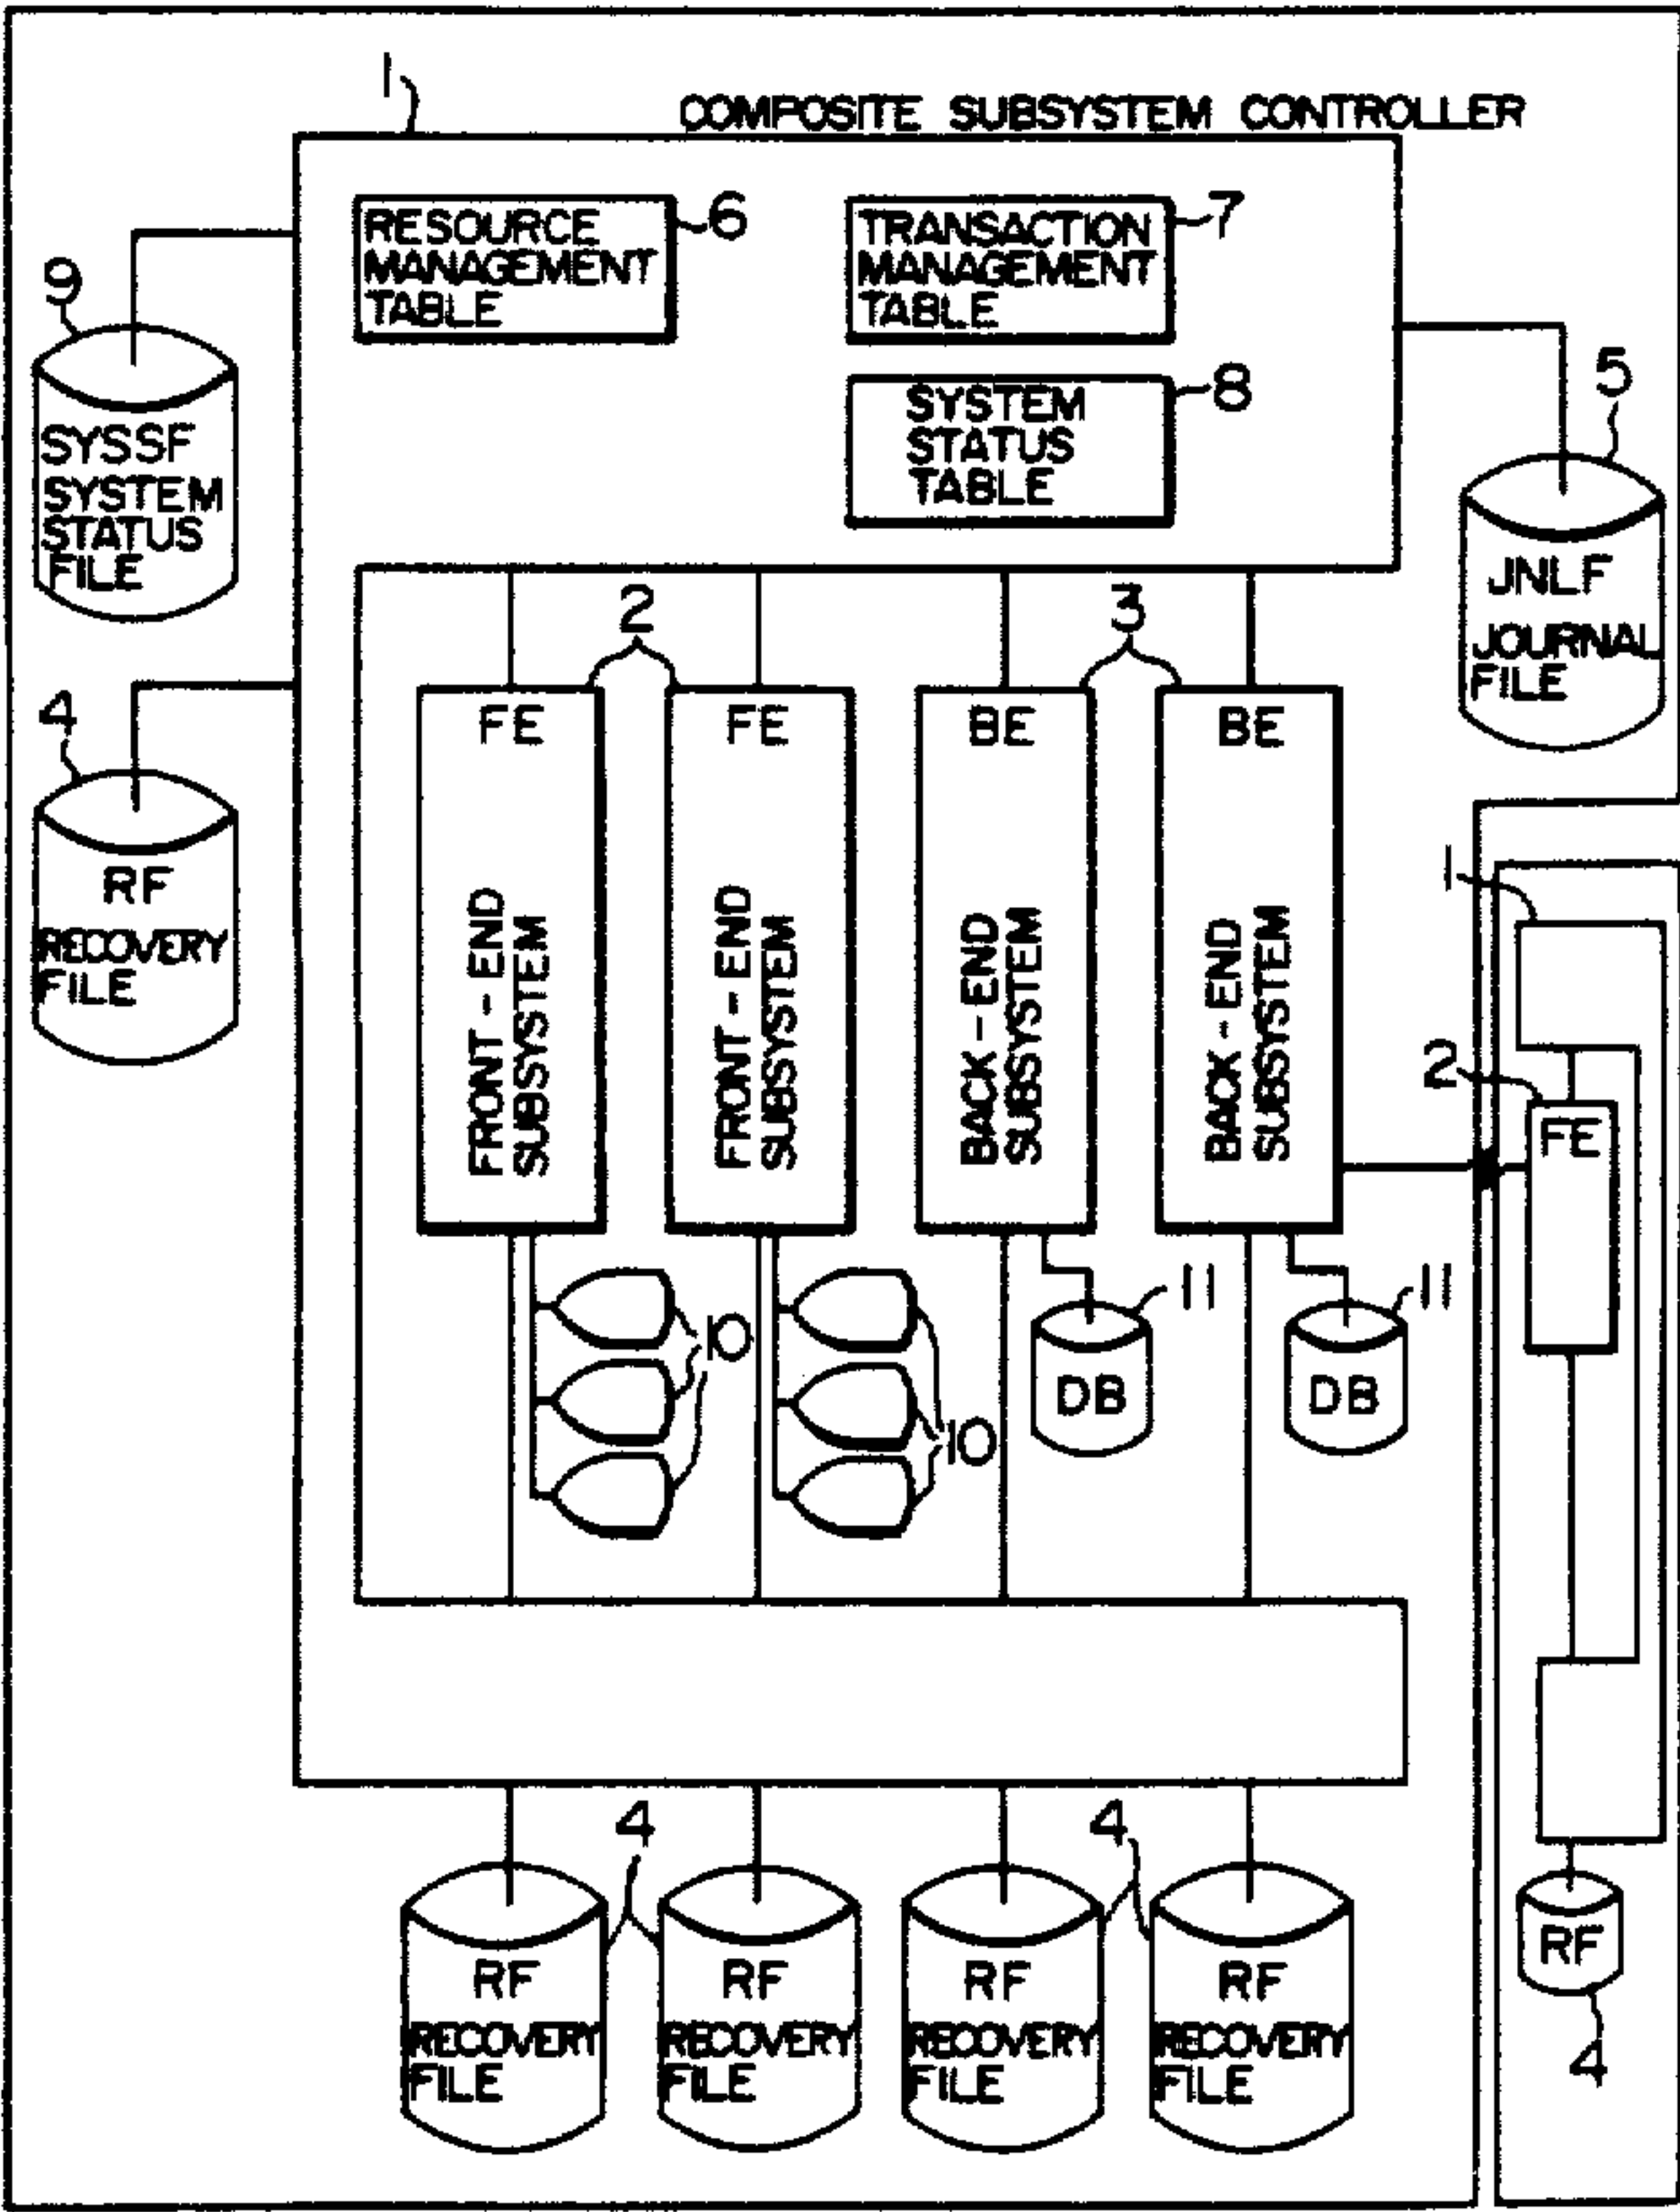 1
COMPOSITE SUBSYSTEM CONTROLLER
RESOURCE
MANAGEMENT
TABLE
6
TRANSACTION
MANAGEMENT
TABLE
7
SYSTEM
STATUS
TABLE
8
9
SYSSF
SYSTEM
STATUS
FILE
5
JNLF
JOURNAL
FILE
4
RF
RECOVERY
FILE
2
3
FE
FRONT-END
SUBSYSTEM
FE
FRONT-END
SUBSYSTEM
BE
BACK-END
SUBSYSTEM
BE
BACK-END
SUBSYSTEM
10
10
11
DB
11
DB
1
2
FE
RF
4
4
4
RF
RECOVERY
FILE
RF
RECOVERY
FILE
RF
RECOVERY
FILE
RF
RECOVERY
FILE